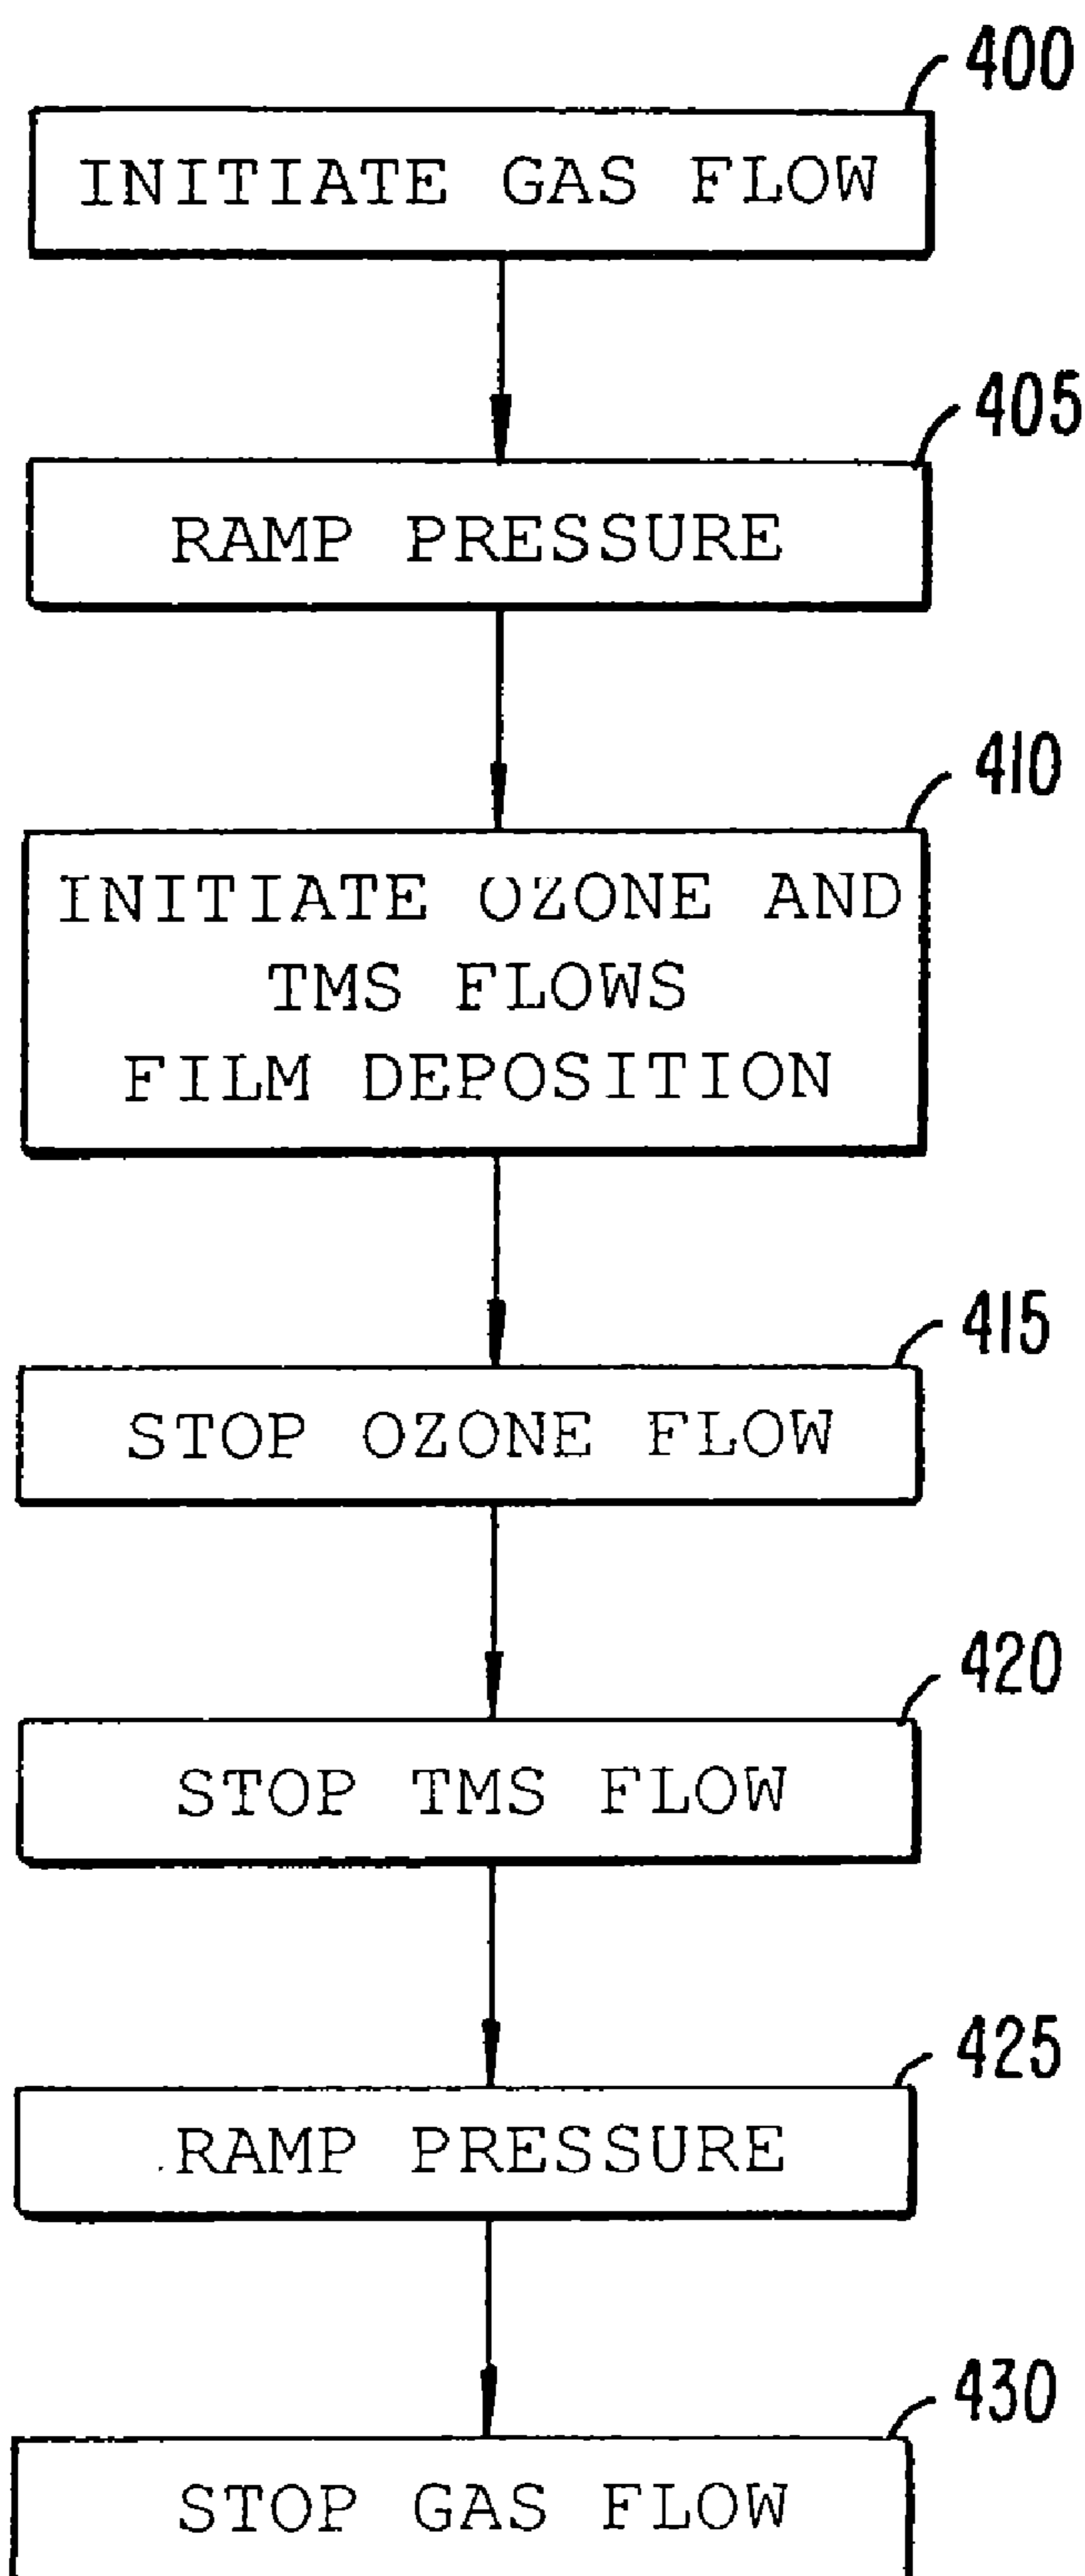 400
INITIATE GAS FLOW
405
RAMP PRESSURE
410
INITIATE OZONE AND
TMS FLOWS
FILM DEPOSITION
415
STOP OZONE FLOW
420
STOP TMS FLOW
425
RAMP PRESSURE
430
STOP GAS FLOW